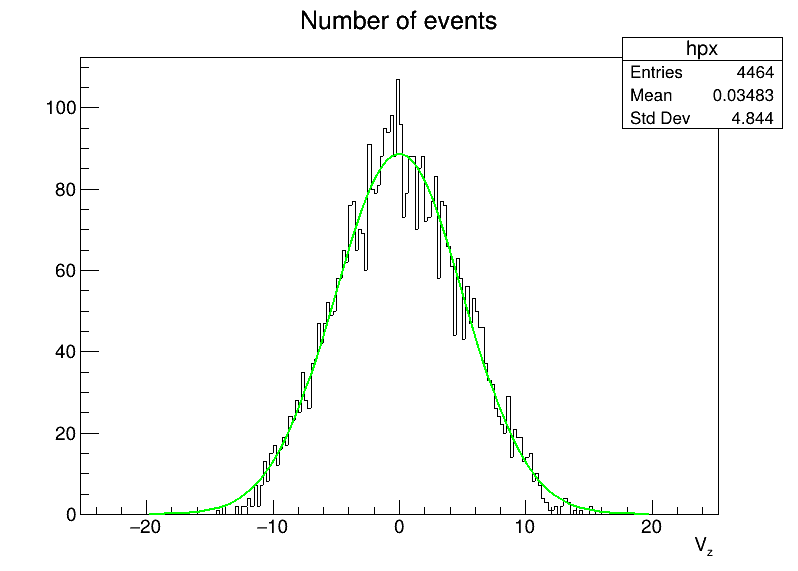 Number of events
hpx
Entries 4464
Mean 0.03483
Std Dev 4.844
100
80
60
40
20
0
−20 −10 0 10 20
V_z